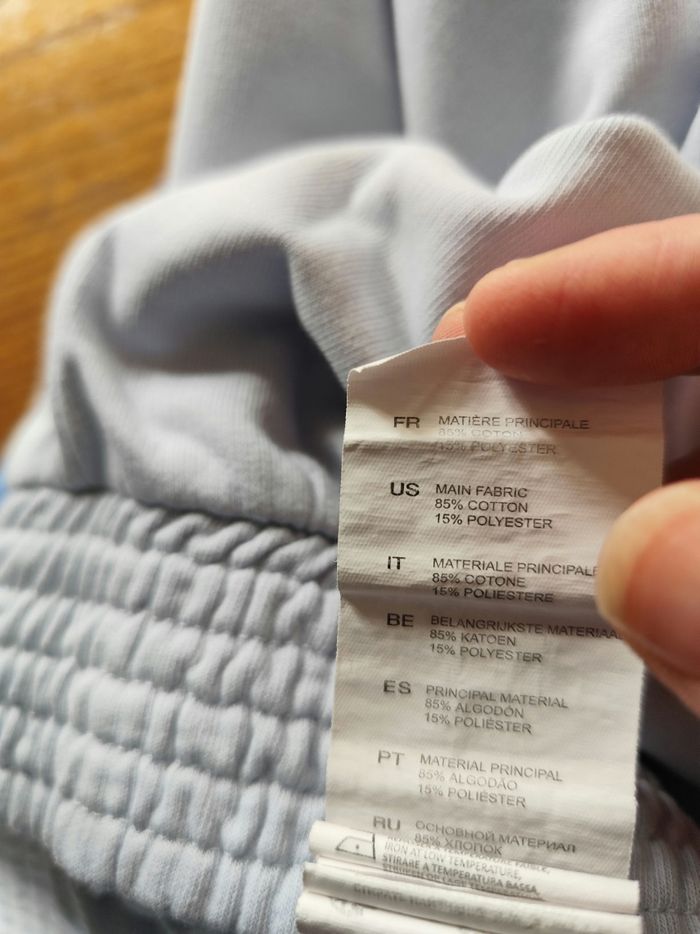 FR MATIÈRE PRINCIPALE
85% COTON
15% POLYESTER
US MAIN FABRIC
85% COTTON
15% POLYESTER
IT MATERIALE PRINCIPALE
85% COTONE
15% POLIESTERE
BE BELANGRIJKSTE MATERIAAL
85% KATOEN
15% POLYESTER
ES PRINCIPAL MATERIAL
85% ALGODÓN
15% POLIÉSTER
PT MATERIAL PRINCIPAL
85% ALGODÃO
15% POLIÉSTER
RU ОСНОВНОЙ МАТЕРИАЛ
85% ХЛОПОК
IRON AT LOW TEMPERATURE,
STIRARE A TEMPERATURA BASSA,